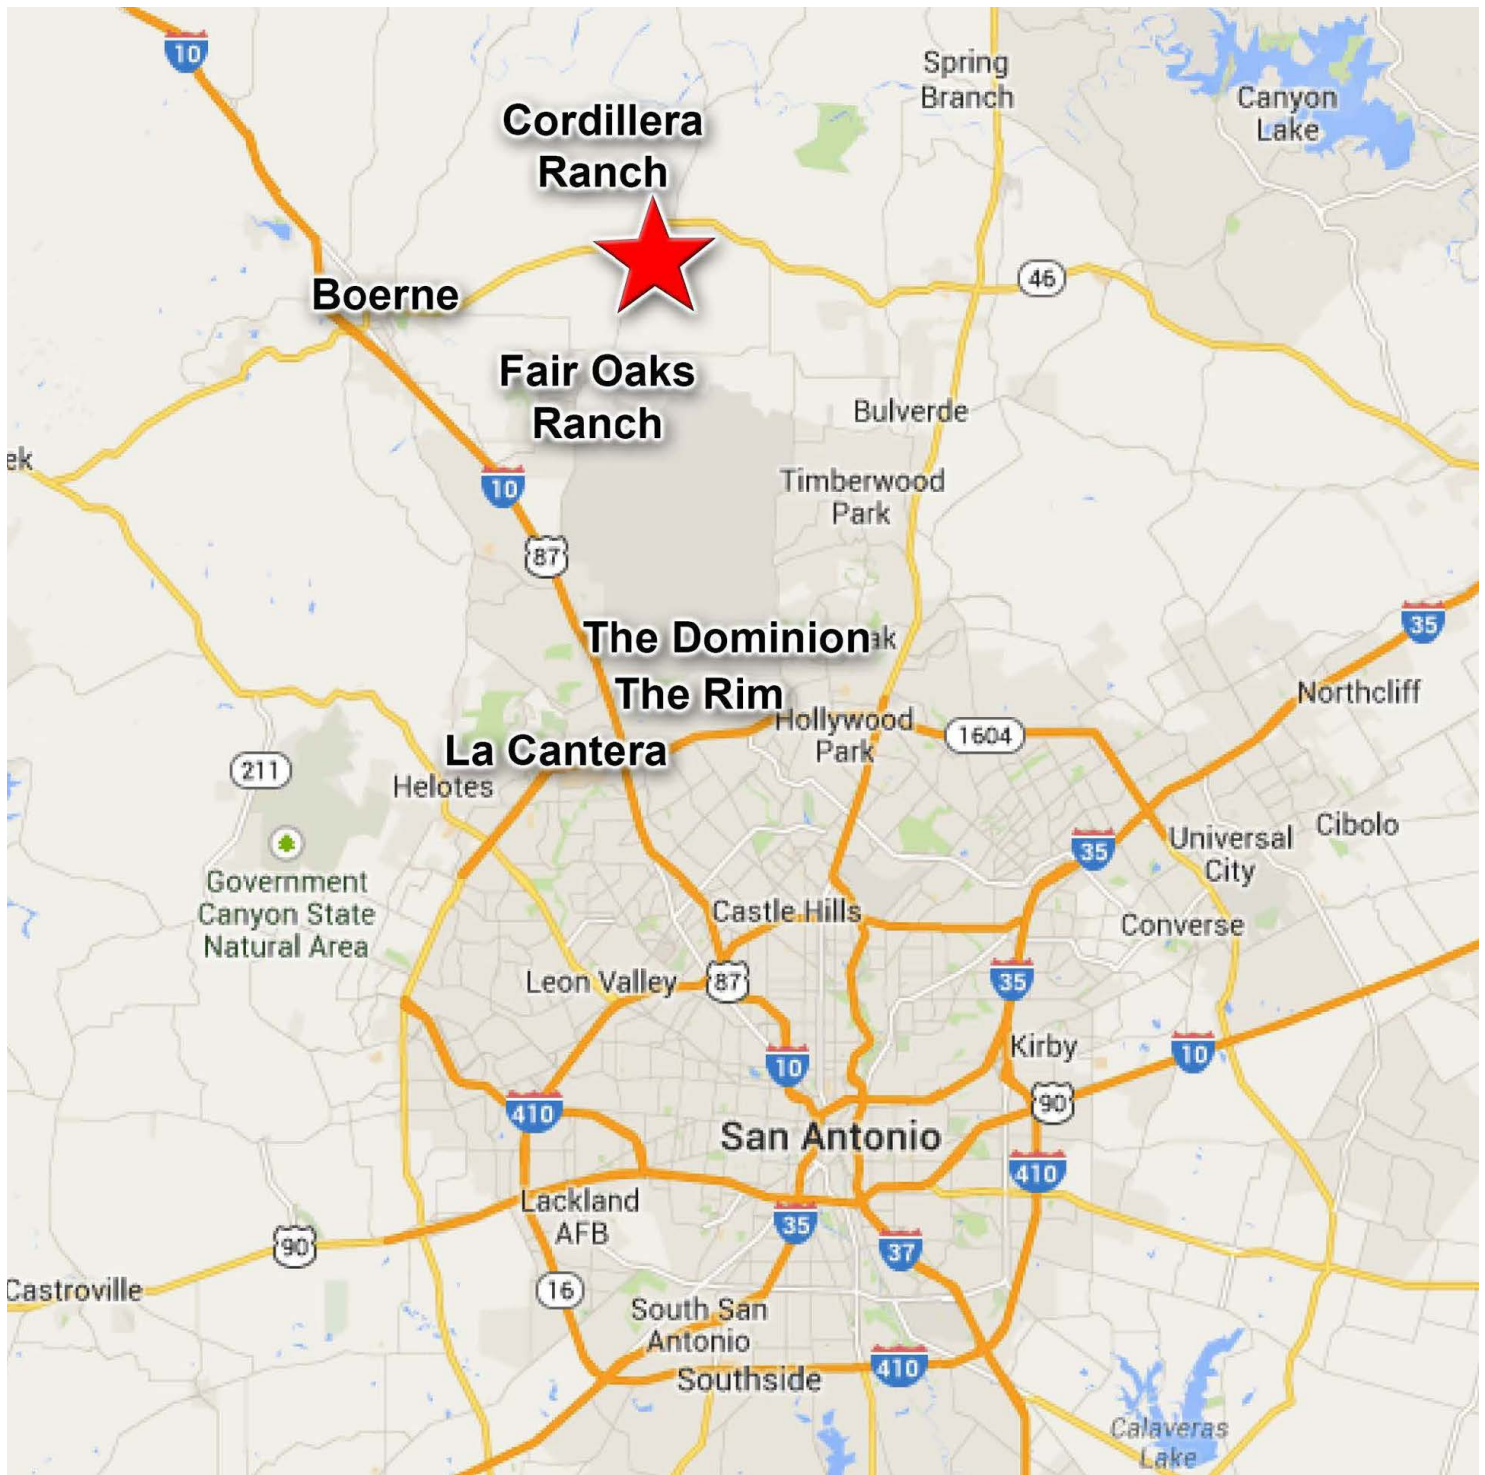 10
Spring
Branch
Canyon
Lake
Cordillera
Ranch
46
Boerne
Fair Oaks
Ranch
Bulverde
ek
10
Timberwood
Park
87
35
The Dominion
ak
Northcliff
The Rim
Hollywood
Park
1604
La Cantera
211
Helotes
Cibolo
Universal
City
35
Government
Canyon State
Natural Area
Castle Hills
Converse
Leon Valley
87
35
10
Kirby
10
90
410
San Antonio
410
Lackland
AFB
35
37
90
Castroville
16
South San
Antonio
410
Southside
Calaveras
Lake